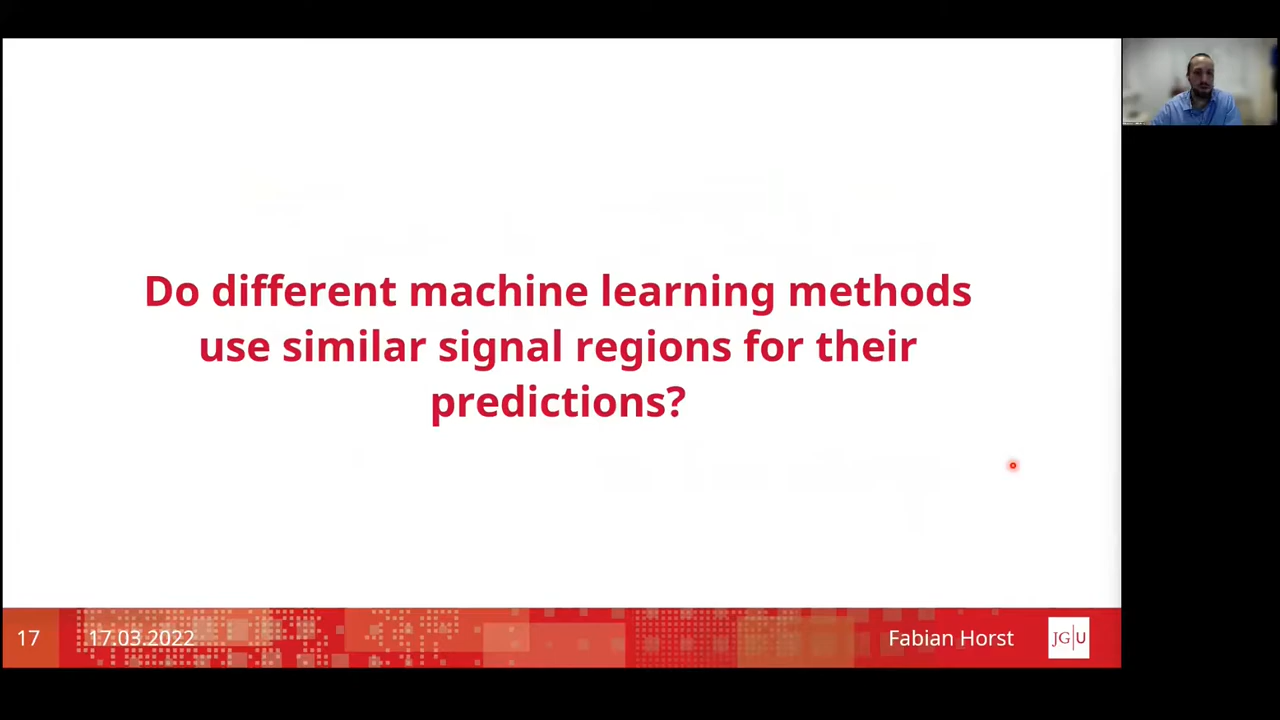 Do different machine learning methods
use similar signal regions for their
predictions?
17
17.03.2022
Fabian Horst
JG|U